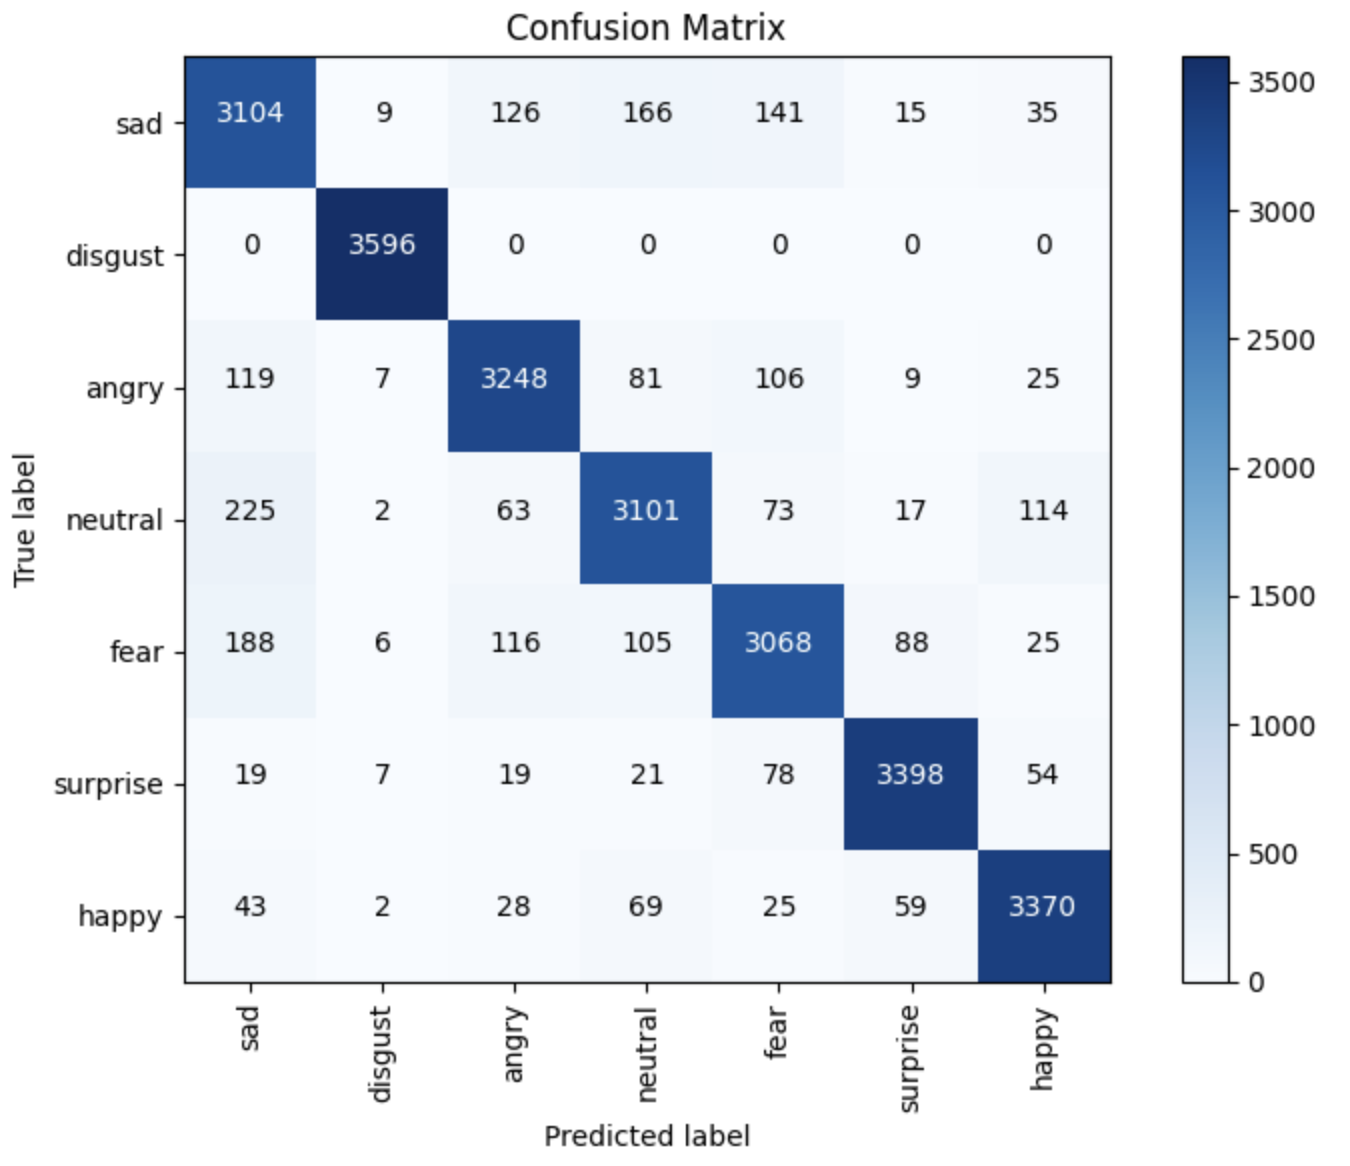 Confusion Matrix
sad 3104 9 126 166 141 15 35
disgust 0 3596 0 0 0 0 0
angry 119 7 3248 81 106 9 25
neutral 225 2 63 3101 73 17 114
fear 188 6 116 105 3068 88 25
surprise 19 7 19 21 78 3398 54
happy 43 2 28 69 25 59 3370
True label
sad disgust angry neutral fear surprise happy
Predicted label
3500
3000
2500
2000
1500
1000
500
0